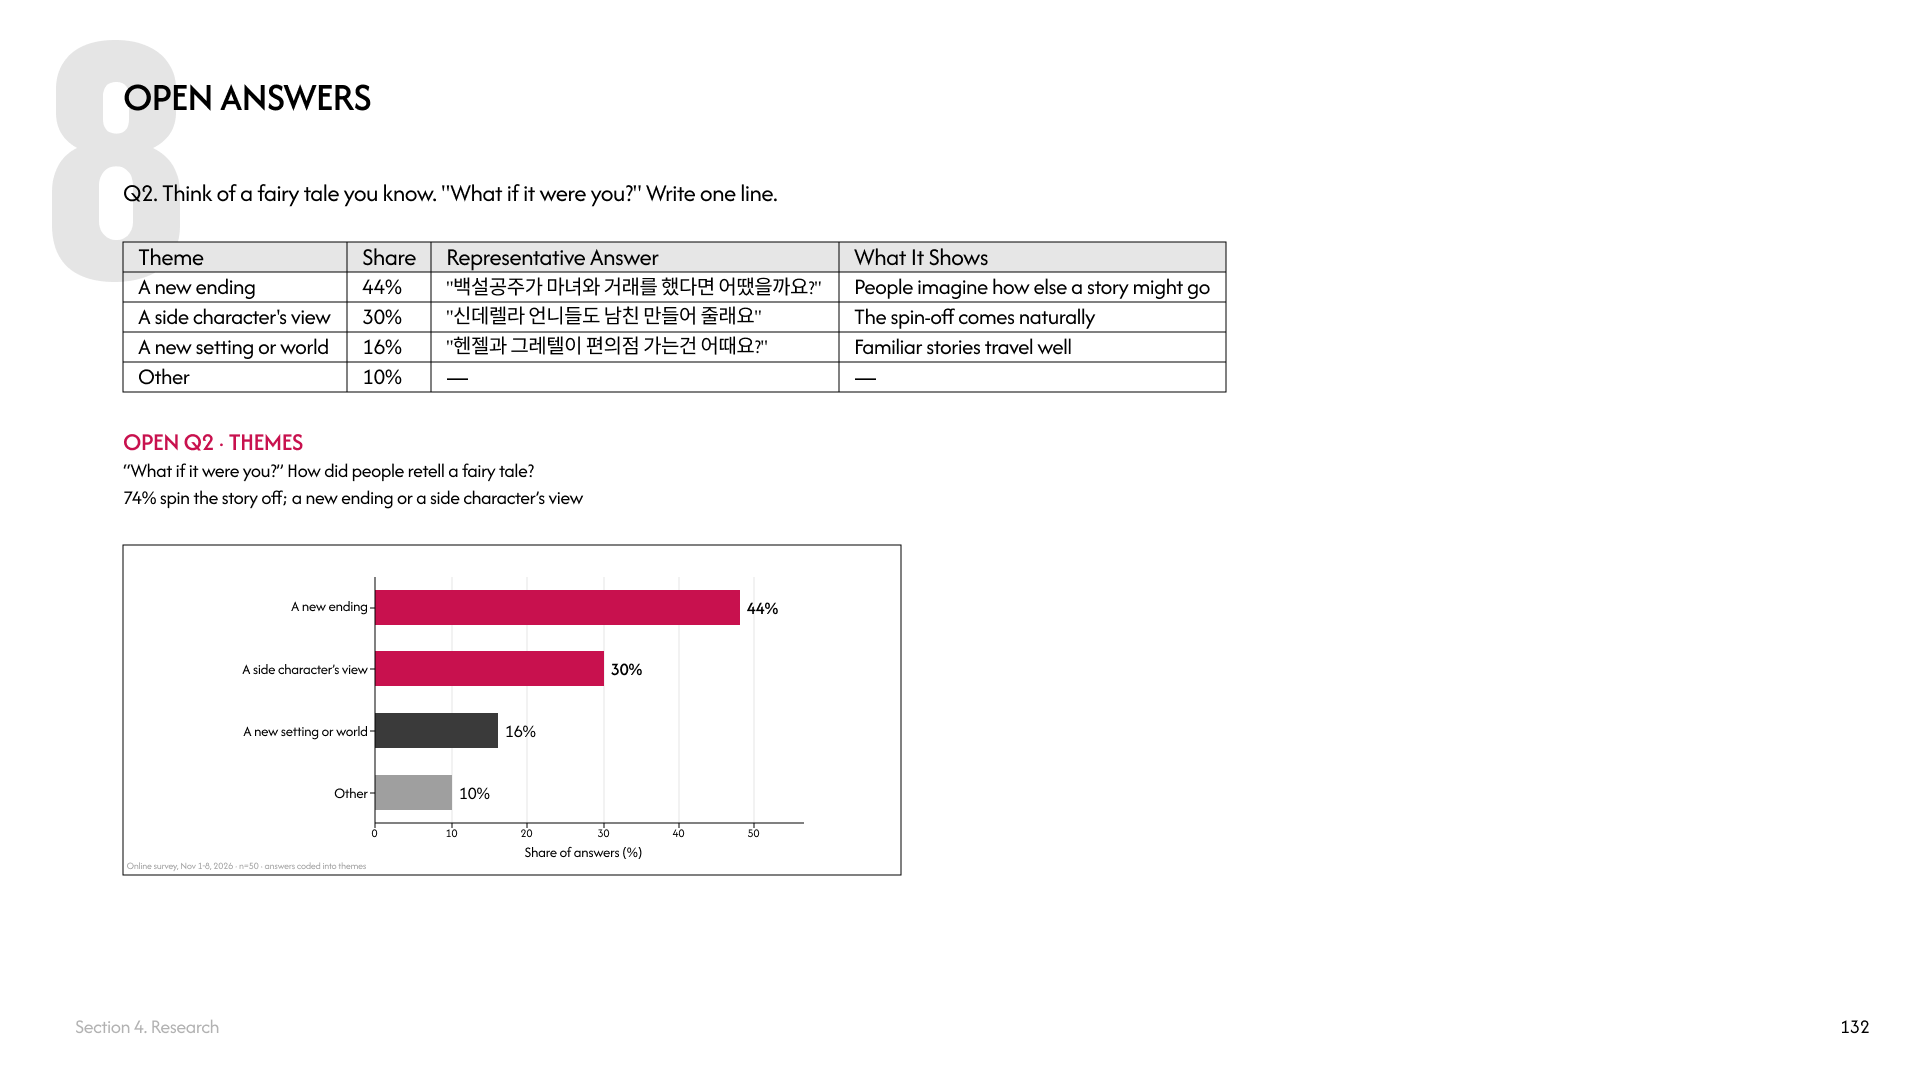 8
OPEN ANSWERS
Q2. Think of a fairy tale you know. "What if it were you?" Write one line.
Theme Share Representative Answer What It Shows
A new ending 44% "백설공주가 마녀와 거래를 했다면 어땠을까요?" People imagine how else a story might go
A side character's view 30% "신데렐라 언니들도 남친 만들어 줄래요" The spin-off comes naturally
A new setting or world 16% "헨젤과 그레텔이 편의점 가는건 어때요?" Familiar stories travel well
Other 10% — —
OPEN Q2 · THEMES
“What if it were you?” How did people retell a fairy tale?
74% spin the story off; a new ending or a side character’s view
A new ending 44%
A side character’s view 30%
A new setting or world 16%
Other 10%
0 10 20 30 40 50
Share of answers (%)
Online survey, Nov 1-8, 2026 · n=50 · answers coded into themes
Section 4. Research
132